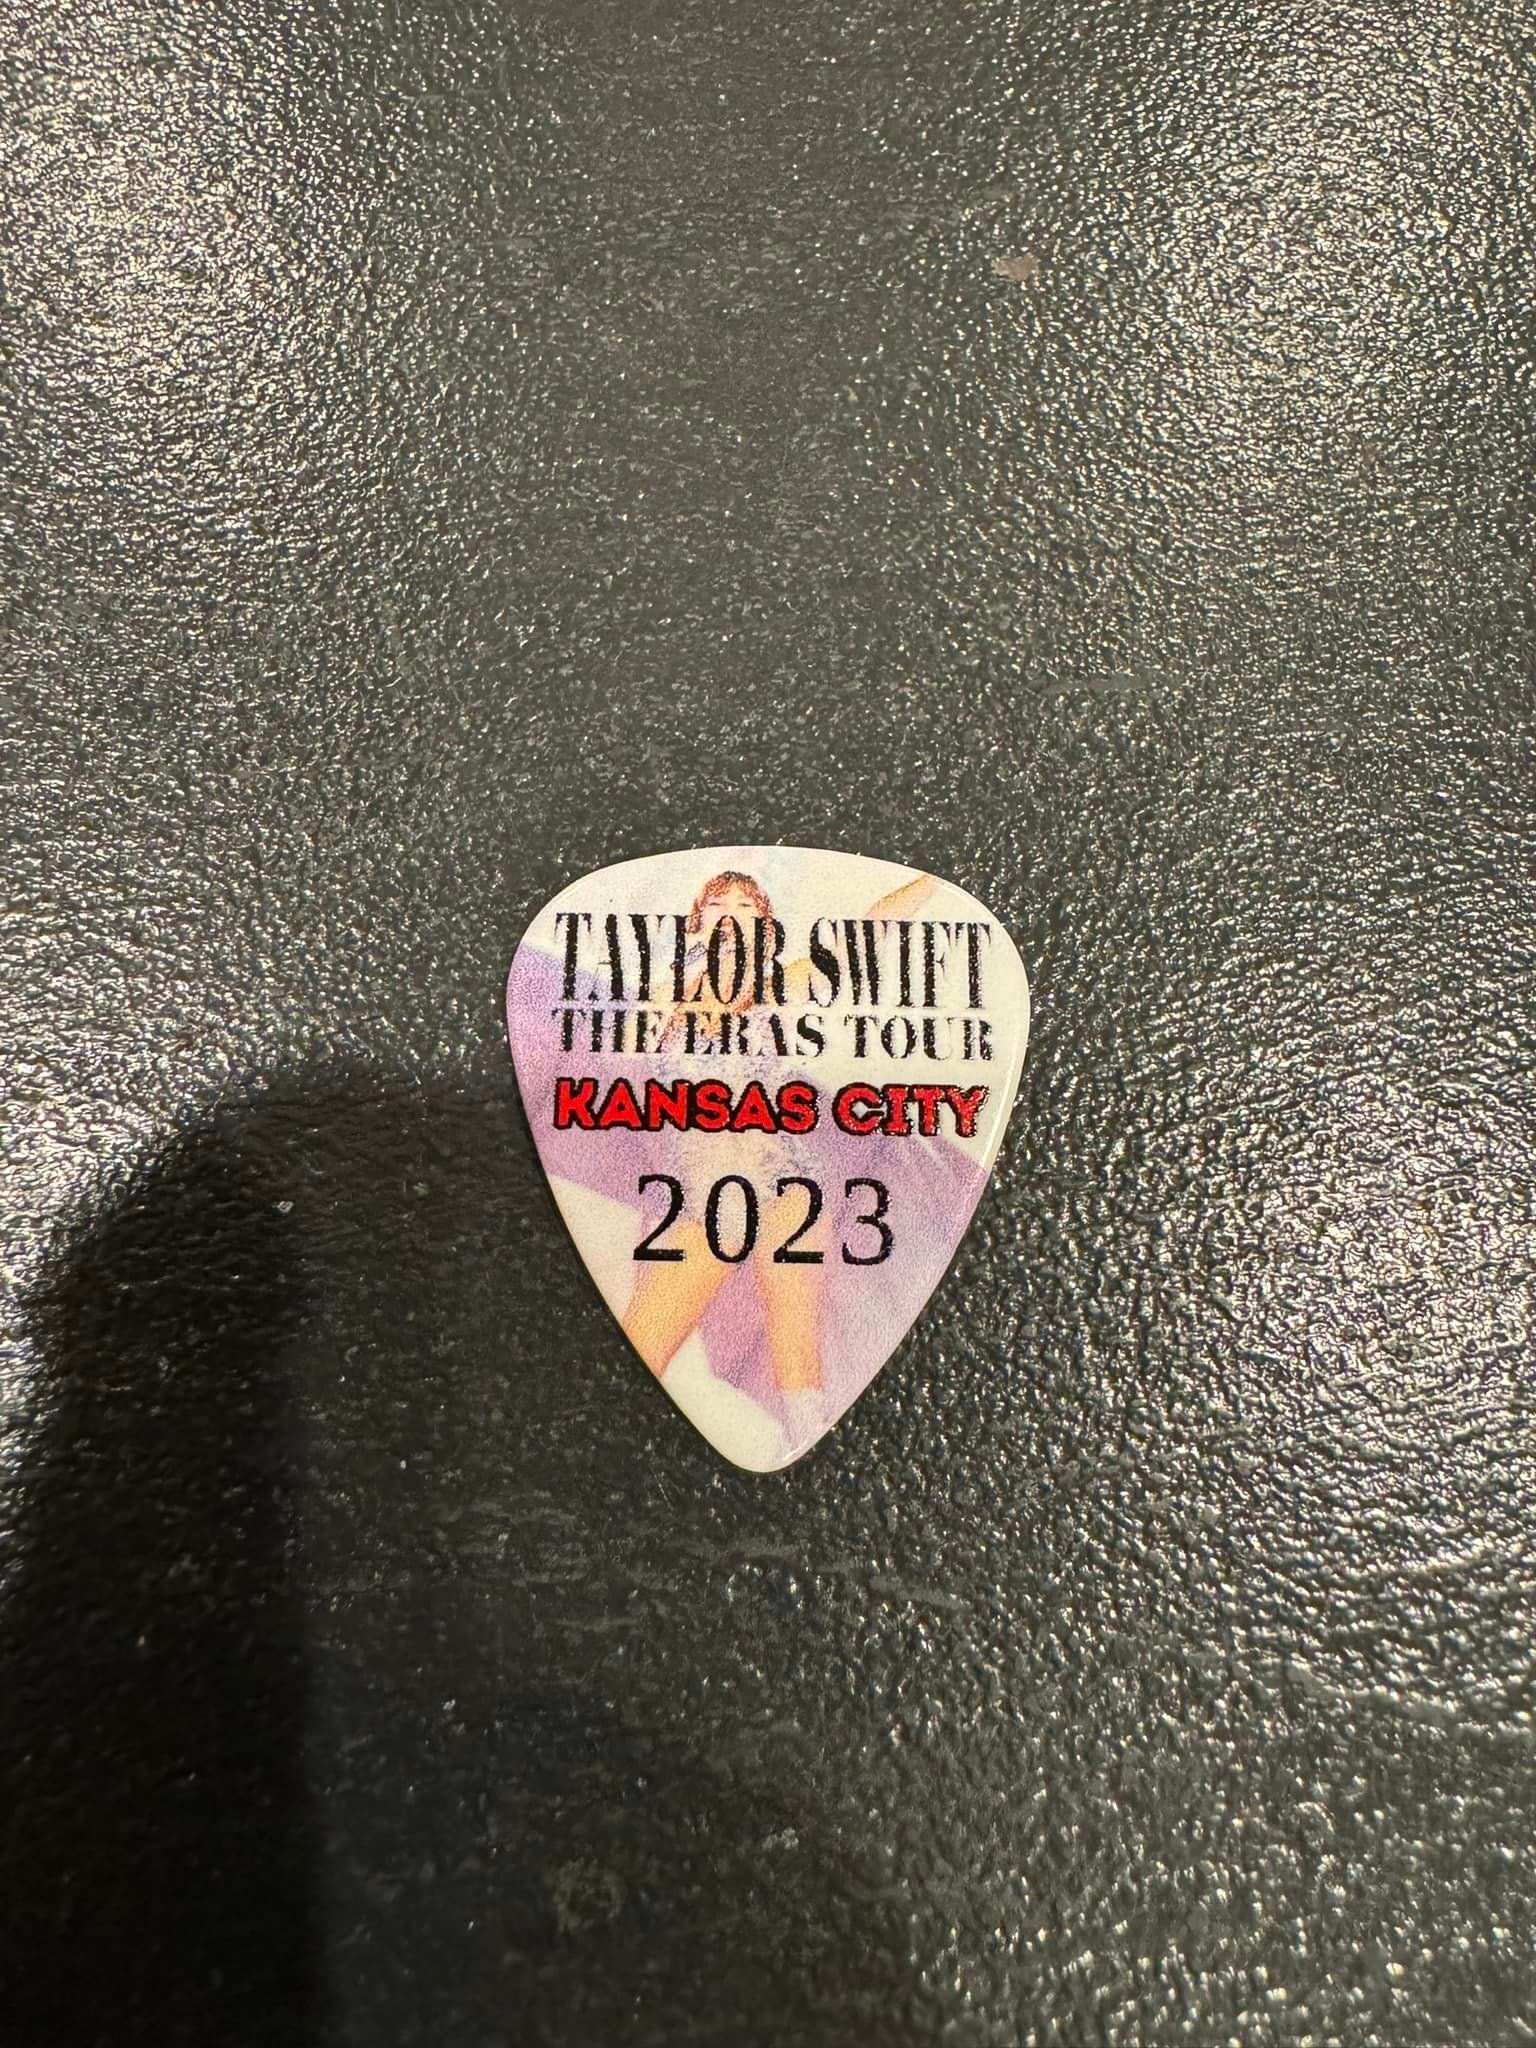 TAYLOR SWIFT
THE ERAS TOUR
KANSAS CITY
2023